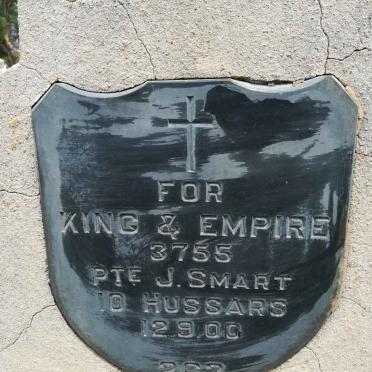 FOR
KING & EMPIRE
3755
PTE J. SMART
10 HUSSARS
12.9.00